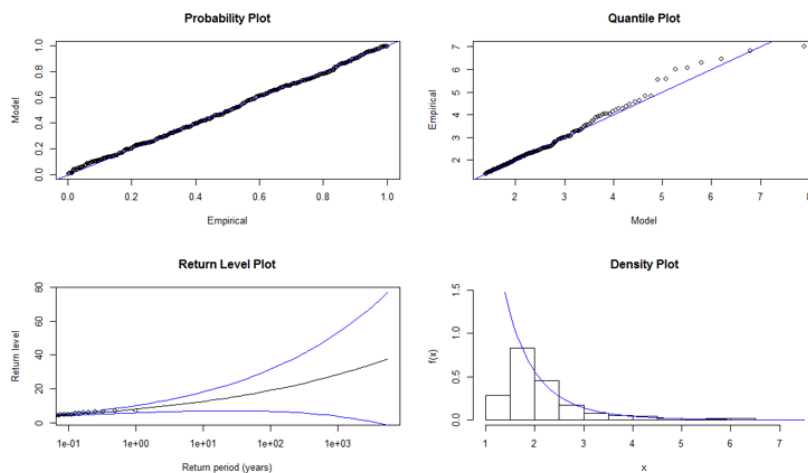 Probability Plot
Model
0.0 0.2 0.4 0.6 0.8 1.0
0.0 0.2 0.4 0.6 0.8 1.0
Empirical
Quantile Plot
Empirical
2 3 4 5 6 7
2 3 4 5 6 7 8
Model
Return Level Plot
Return level
0 20 40 60 80
1e-01 1e+00 1e+01 1e+02 1e+03
Return period (years)
Density Plot
f(x)
0.0 0.5 1.0 1.5
1 2 3 4 5 6 7
x